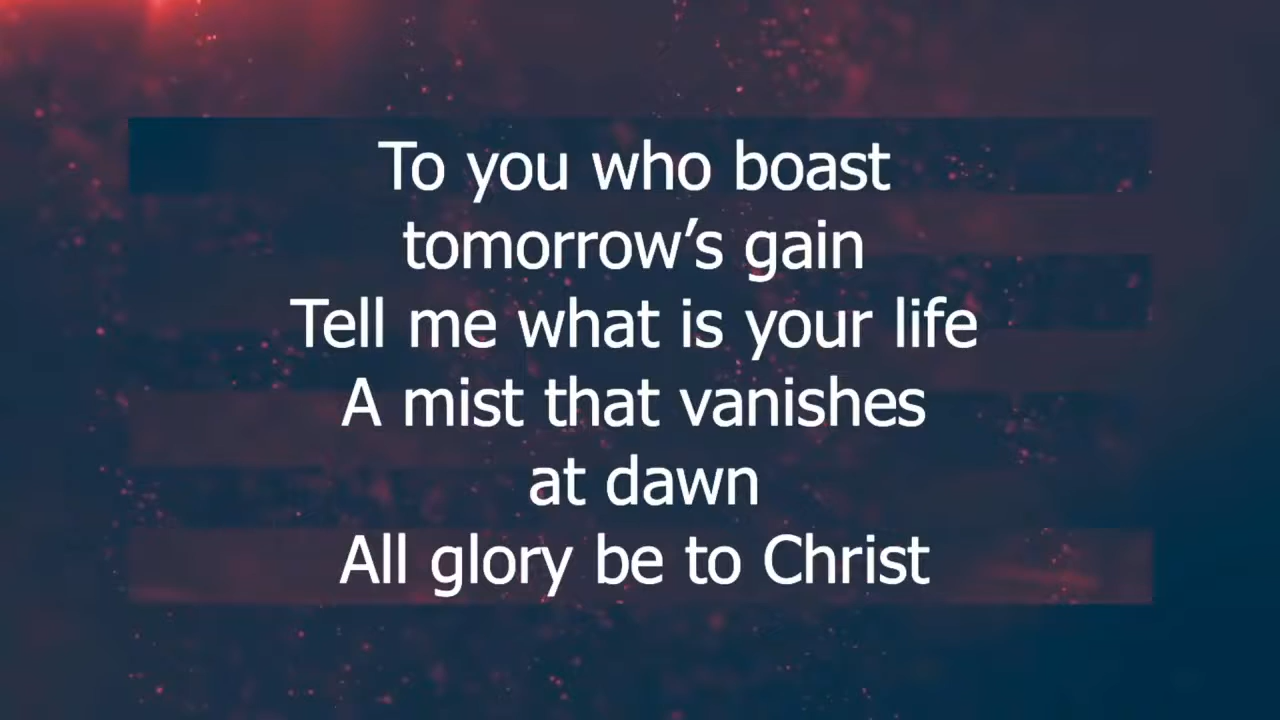 To you who boast
tomorrow’s gain
Tell me what is your life
A mist that vanishes
at dawn
All glory be to Christ